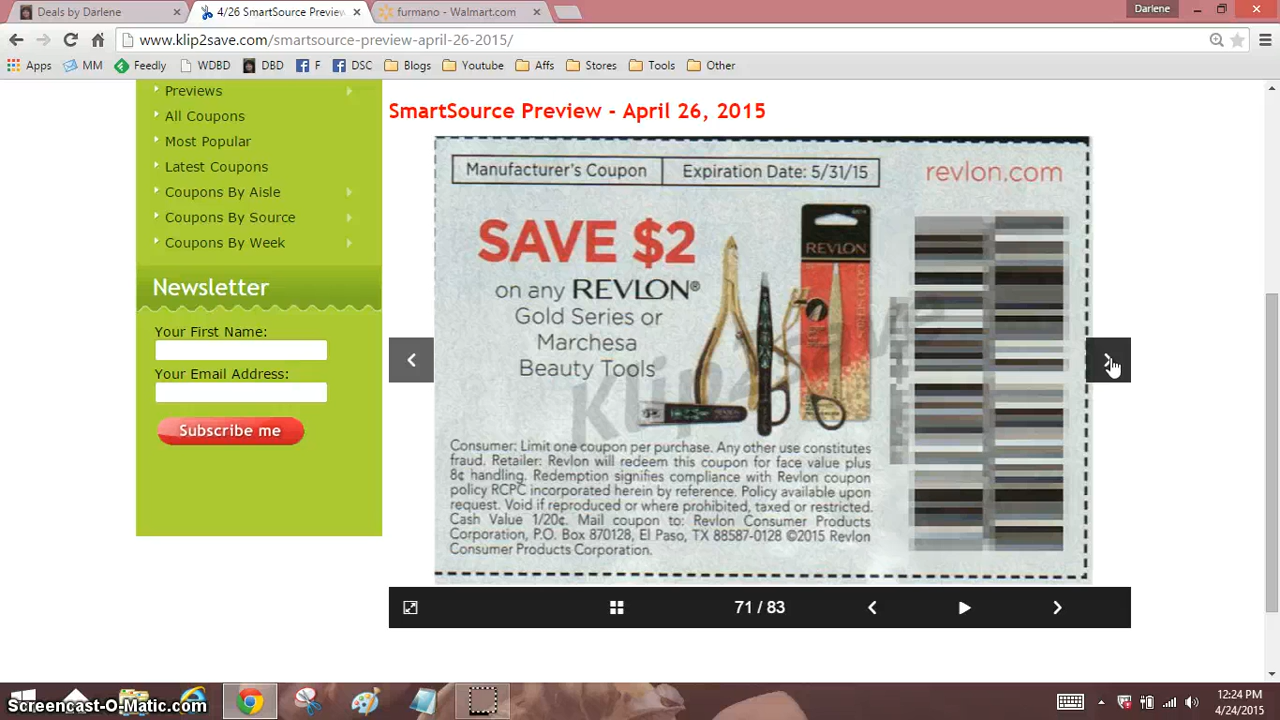 Deals by Darlene
4/26 SmartSource Preview
furmano - Walmart.com
Darlene
www.klip2save.com/smartsource-preview-april-26-2015/
Apps
MM
Feedly
WDBD
DBD
F
DSC
Blogs
Youtube
Affs
Stores
Tools
Other
Previews
All Coupons
Most Popular
Latest Coupons
Coupons By Aisle
Coupons By Source
Coupons By Week
Newsletter
Your First Name:
Your Email Address:
Subscribe me
SmartSource Preview - April 26, 2015
Manufacturer's Coupon
Expiration Date: 5/31/15
revlon.com
SAVE $2
on any REVLON®
Gold Series or
Marchesa
Beauty Tools
REVLON
Klip2save
Consumer: Limit one coupon per purchase. Any other use constitutes
fraud. Retailer: Revlon will redeem this coupon for face value plus
8¢ handling. Redemption signifies compliance with Revlon coupon
policy RCPC incorporated herein by reference. Policy available upon
request. Void if reproduced or where prohibited, taxed or restricted.
Cash Value 1/20¢. Mail coupon to: Revlon Consumer Products
Corporation, P.O. Box 870128, El Paso, TX 88587-0128 ©2015 Revlon
Consumer Products Corporation.
71 / 83
Screencast-O-Matic.com
12:24 PM
4/24/2015